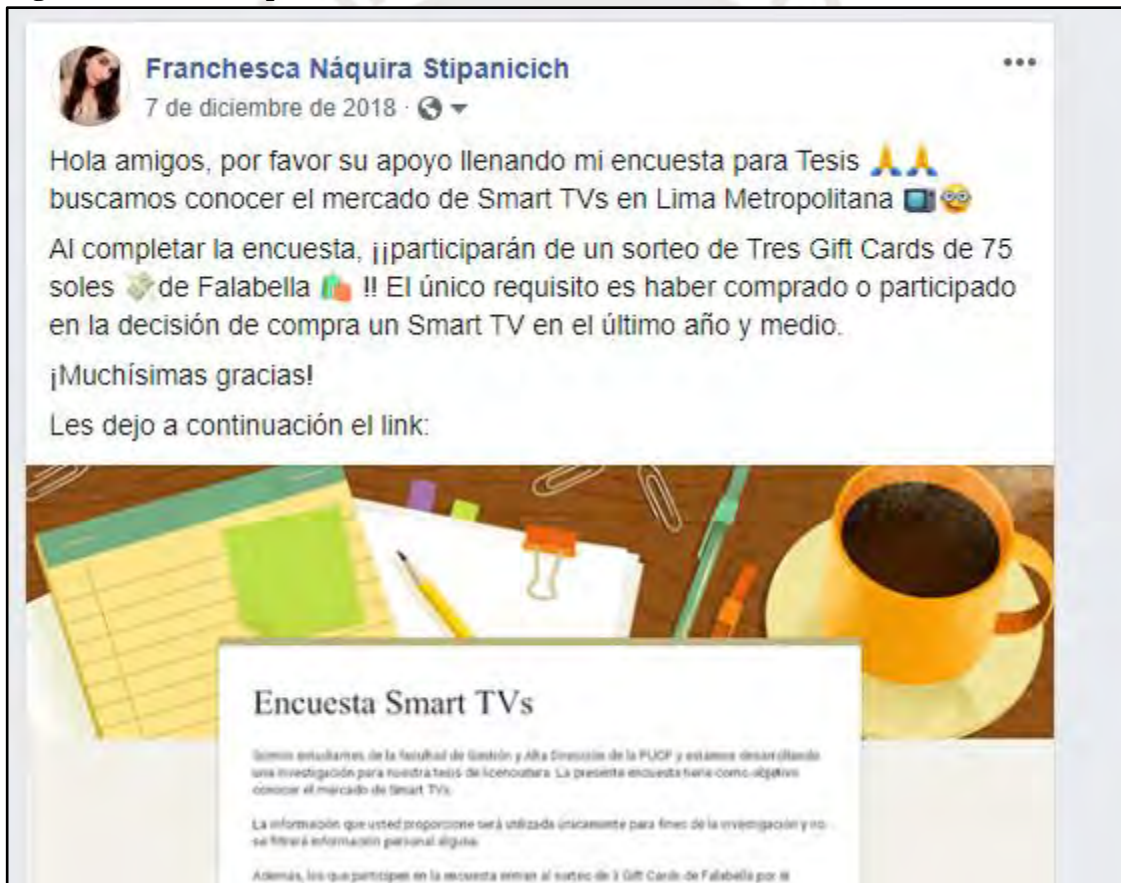 Franchesca Náquira Stipanicich
7 de diciembre de 2018
Hola amigos, por favor su apoyo llenando mi encuesta para Tesis 🙏🙏
buscamos conocer el mercado de Smart TVs en Lima Metropolitana 📺🤓
Al completar la encuesta, ¡¡participarán de un sorteo de Tres Gift Cards de 75
soles 💸de Falabella 🛍️ !! El único requisito es haber comprado o participado
en la decisión de compra un Smart TV en el último año y medio.
¡Muchísimas gracias!
Les dejo a continuación el link:
Encuesta Smart TVs
Somos estudiantes de la facultad de Gestión y Alta Dirección de la PUCP y estamos desarrollando
una investigación para nuestra tesis de licenciatura. La presente encuesta tiene como objetivo
conocer el mercado de Smart TVs.
La información que usted proporcione será utilizada únicamente para fines de la investigación y no
se filtrará información personal alguna.
Además, los que participen en la encuesta entran al sorteo de 3 Gift Cards de Falabella por